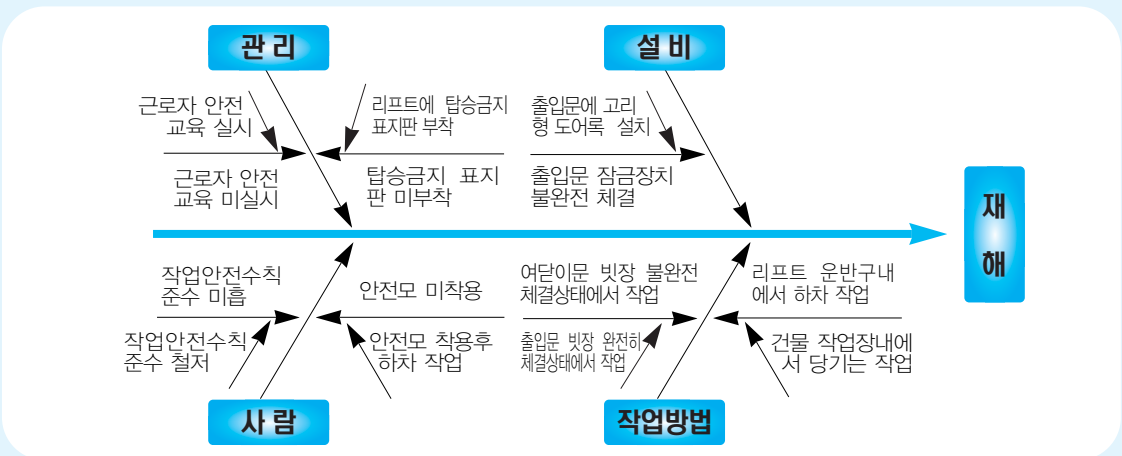 관 리
설 비
근로자 안전
교육 실시
리프트에 탑승금지
표지판 부착
출입문에 고리
형 도어록 설치
근로자 안전
교육 미실시
탑승금지 표지
판 미부착
출입문 잠금장치
불완전 체결
재
해
작업안전수칙
준수 미흡
안전모 미착용
여닫이문 빗장 불완전
체결상태에서 작업
리프트 운반구내
에서 하차 작업
작업안전수칙
준수 철저
안전모 착용후
하차 작업
출입문 빗장 완전히
체결상태에서 작업
건물 작업장내에
서 당기는 작업
사 람
작업방법